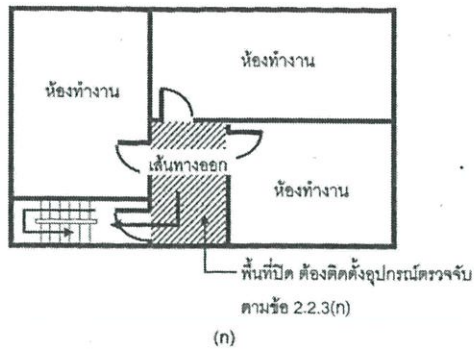 ห้องทำงาน
ห้องทำงาน
เส้นทางออก
ห้องทำงาน
พื้นที่ปิด ต้องติดตั้งอุปกรณ์ตรวจจับ
ตามข้อ 2.2.3(ก)
(ก)